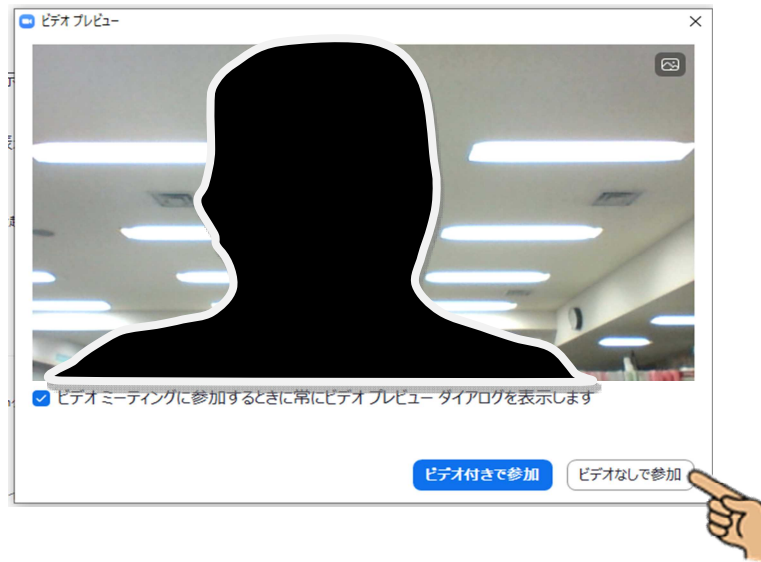 ビデオ プレビュー
ビデオ ミーティングに参加するときに常にビデオ プレビュー ダイアログを表示します
ビデオ付きで参加
ビデオなしで参加